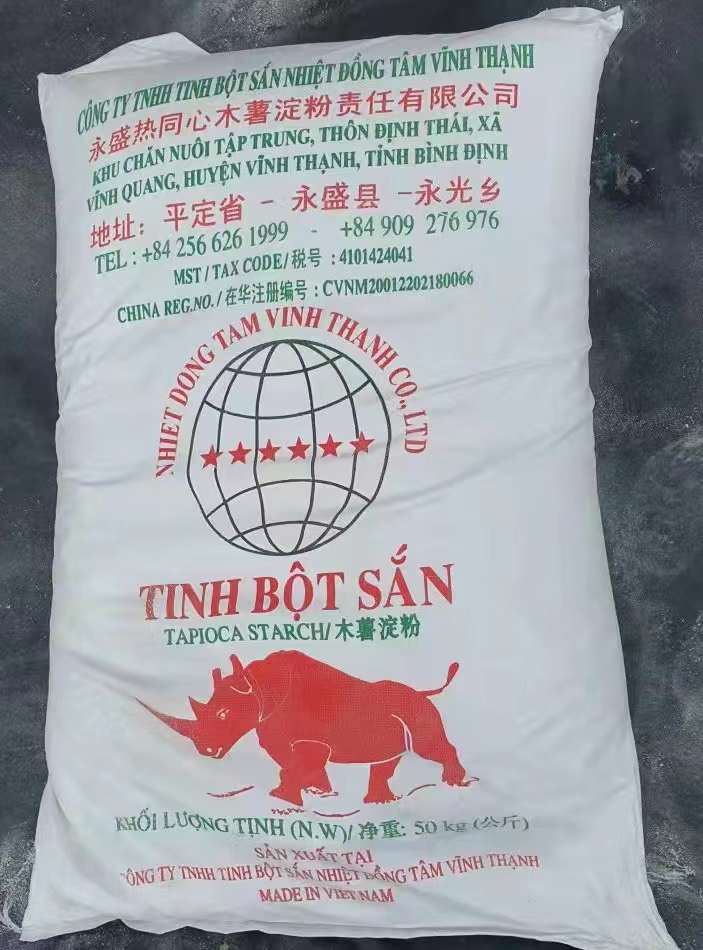 CÔNG TY TNHH TINH BỘT SẮN NHIỆT ĐỒNG TÂM VĨNH THẠNH
永盛热同心木薯淀粉责任有限公司
KHU CHĂN NUÔI TẬP TRUNG, THÔN ĐỊNH THÁI, XÃ
VĨNH QUANG, HUYỆN VĨNH THẠNH, TỈNH BÌNH ĐỊNH
地址: 平定省 - 永盛县 -永光乡
TEL : +84 256 626 1999 - +84 909 276 976
MST / TAX CODE/ 税号 : 4101424041
CHINA REG.NO. / 在华注册编号 : CVNM20012202180066
NHIET DONG TAM VINH THANH CO., LTD
TINH BỘT SẮN
TAPIOCA STARCH/ 木薯淀粉
KHỐI LƯỢNG TỊNH (N.W)/ 净重: 50 kg (公斤)
SẢN XUẤT TẠI
CÔNG TY TNHH TINH BỘT SẮN NHIỆT ĐỒNG TÂM VĨNH THẠNH
MADE IN VIET NAM